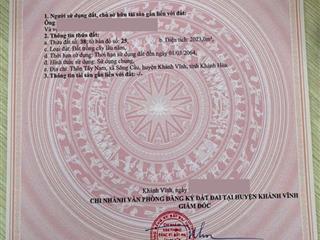 1. Người sử dụng đất, chủ sở hữu tài sản gắn liền với đất:
Ông
Và v
2. Thông tin thửa đất:
a. Thửa đất số: 38; tờ bản đồ số: 25, b. Diện tích: 2023,0m².
c. Loại đất: Đất trồng cây lâu năm,
d. Thời hạn sử dụng: Thời hạn sử dụng đất đến ngày 01/03/2064.
đ. Hình thức sử dụng: Sử dụng chung,
e. Địa chỉ: Thôn Tây Nam, xã Sông Cầu, huyện Khánh Vĩnh, tỉnh Khánh Hòa.
3. Thông tin tài sản gắn liền với đất: -/-
Khánh Vĩnh, ngày
CHI NHÁNH VĂN PHÒNG ĐĂNG KÝ ĐẤT ĐAI TẠI HUYỆN KHÁNH VĨNH
GIÁM ĐỐC